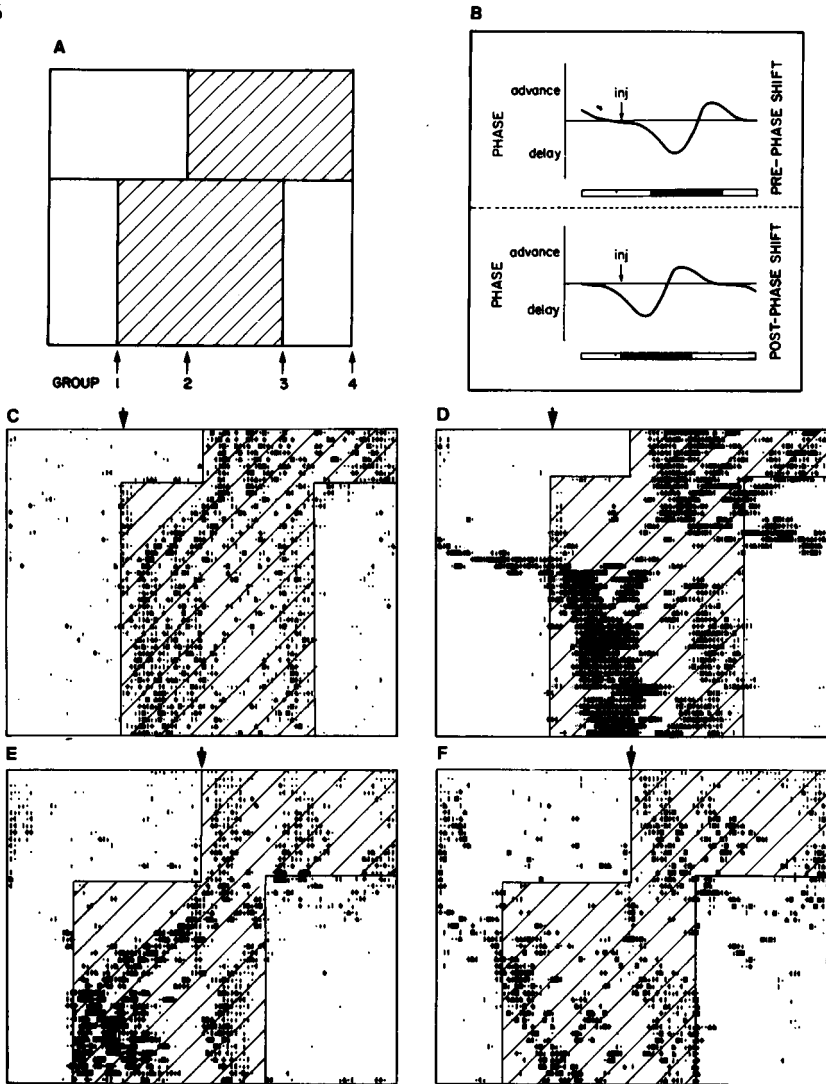 A
GROUP 1 2 3 4
B
advance
inj
PHASE
delay
PRE-PHASE SHIFT
advance
inj
PHASE
delay
POST-PHASE SHIFT
C
D
E
F